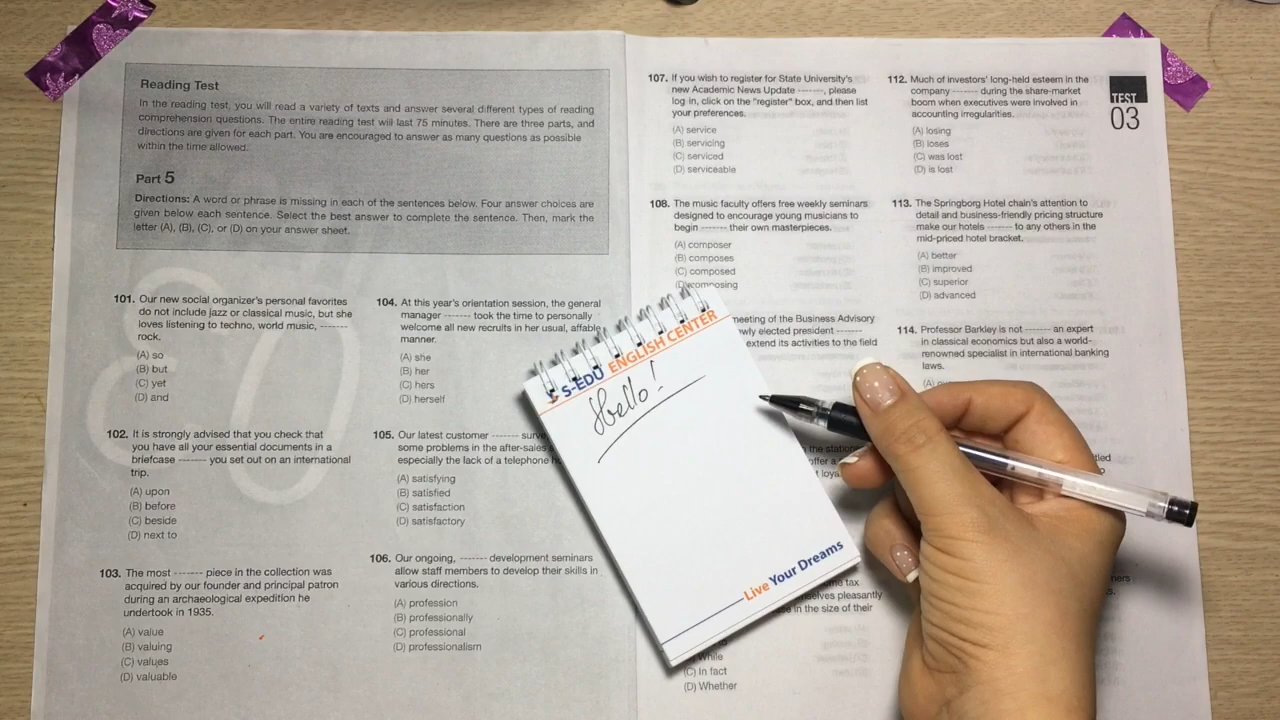 Reading Test
In the reading test, you will read a variety of texts and answer several different types of reading
comprehension questions. The entire reading test will last 75 minutes. There are three parts, and
directions are given for each part. You are encouraged to answer as many questions as possible
within the time allowed.
Part 5
Directions: A word or phrase is missing in each of the sentences below. Four answer choices are
given below each sentence. Select the best answer to complete the sentence. Then, mark the
letter (A), (B), (C), or (D) on your answer sheet.
101. Our new social organizer's personal favorites
do not include jazz or classical music, but she
loves listening to techno, world music, -------
rock.
(A) so
(B) but
(C) yet
(D) and
102. It is strongly advised that you check that
you have all your essential documents in a
briefcase ------- you set out on an international
trip.
(A) upon
(B) before
(C) beside
(D) next to
103. The most ------- piece in the collection was
acquired by our founder and principal patron
during an archaeological expedition he
undertook in 1935.
(A) value
(B) valuing
(C) values
(D) valuable
104. At this year's orientation session, the general
manager ------- took the time to personally
welcome all new recruits in her usual, affable
manner.
(A) she
(B) her
(C) hers
(D) herself
105. Our latest customer -------
some problems in the after-sales
especially the lack of a telephone
(A) satisfying
(B) satisfied
(C) satisfaction
(D) satisfactory
106. Our ongoing, ------- development seminars
allow staff members to develop their skills in
various directions.
(A) profession
(B) professionally
(C) professional
(D) professionalism
S-EDU ENGLISH CENTER
Hello!
Live Your Dreams
107. If you wish to register for State University's
new Academic News Update -------, please
log in, click on the "register" box, and then list
your preferences.
(A) service
(B) servicing
(C) serviced
(D) serviceable
108. The music faculty offers free weekly seminars
designed to encourage young musicians to
begin ------- their own masterpieces.
(A) composer
(B) composes
(C) composed
(D) composing
meeting of the Business Advisory
elected president -------
extend its activities to the field
the station
offer a
tax
pleasantly
in the size of their
While
(C) In fact
(D) Whether
112. Much of investors' long-held esteem in the
company ------- during the share-market
boom when executives were involved in
accounting irregularities.
(A) losing
(B) loses
(C) was lost
(D) is lost
113. The Springborg Hotel chain's attention to
detail and business-friendly pricing structure
make our hotels ------- to any others in the
mid-priced hotel bracket.
(A) better
(B) improved
(C) superior
(D) advanced
114. Professor Barkley is not ------- an expert
in classical economics but also a world-
renowned specialist in international banking
laws.
(A)
TEST
03